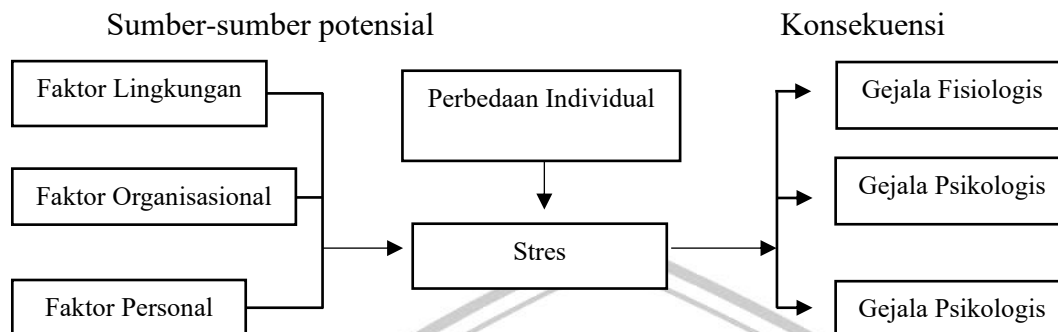 Sumber-sumber potensial
Konsekuensi
Faktor Lingkungan
Perbedaan Individual
Gejala Fisiologis
Faktor Organisasional
Gejala Psikologis
Stres
Faktor Personal
Gejala Psikologis